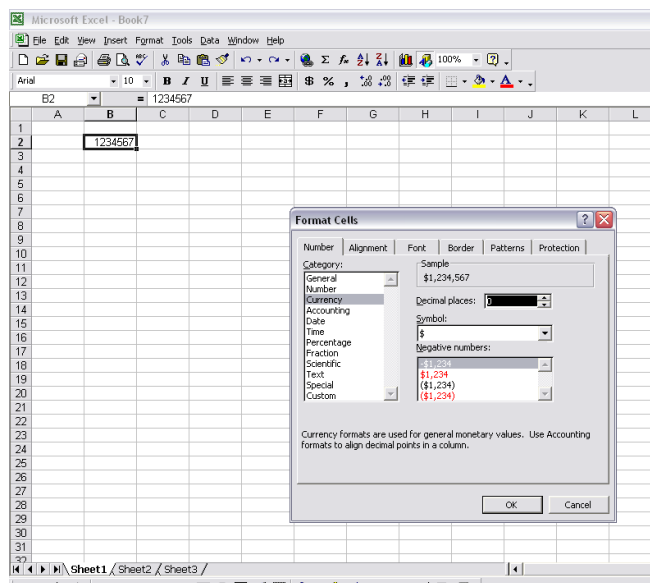 Microsoft Excel - Book7
File Edit View Insert Format Tools Data Window Help
100%
Arial 10 B I U $ % ,
B2 = 1234567
A B C D E F G H I J K L
1
2 1234567
3
4
5
6
7
8
9
10
11
12
13
14
15
16
17
18
19
20
21
22
23
24
25
26
27
28
29
30
31
32
Format Cells
Number Alignment Font Border Patterns Protection
Category:
General
Number
Currency
Accounting
Date
Time
Percentage
Fraction
Scientific
Text
Special
Custom
Sample
$1,234,567
Decimal places: 0
Symbol:
$
Negative numbers:
-$1,234
$1,234
($1,234)
($1,234)
Currency formats are used for general monetary values. Use Accounting
formats to align decimal points in a column.
OK Cancel
Sheet1 Sheet2 Sheet3